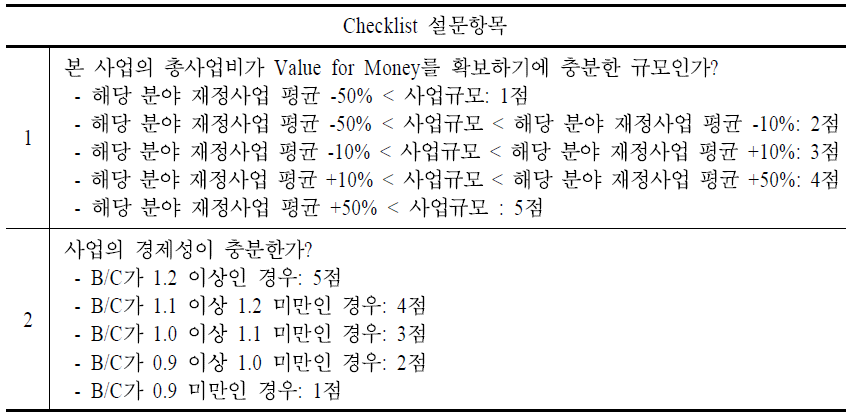 Checklist 설문항목
1
본 사업의 총사업비가 Value for Money를 확보하기에 충분한 규모인가?
- 해당 분야 재정사업 평균 -50% < 사업규모: 1점
- 해당 분야 재정사업 평균 -50% < 사업규모 < 해당 분야 재정사업 평균 -10%: 2점
- 해당 분야 재정사업 평균 -10% < 사업규모 < 해당 분야 재정사업 평균 +10%: 3점
- 해당 분야 재정사업 평균 +10% < 사업규모 < 해당 분야 재정사업 평균 +50%: 4점
- 해당 분야 재정사업 평균 +50% < 사업규모 : 5점
2
사업의 경제성이 충분한가?
- B/C가 1.2 이상인 경우: 5점
- B/C가 1.1 이상 1.2 미만인 경우: 4점
- B/C가 1.0 이상 1.1 미만인 경우: 3점
- B/C가 0.9 이상 1.0 미만인 경우: 2점
- B/C가 0.9 미만인 경우: 1점